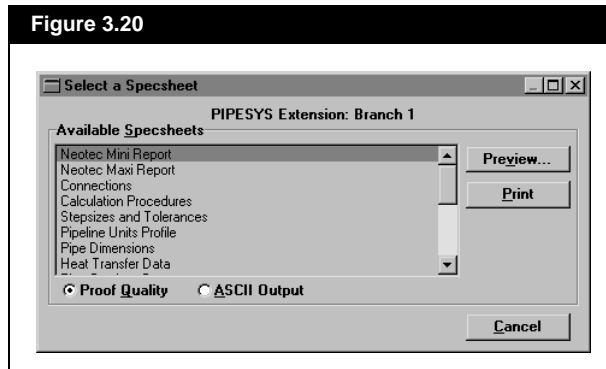 Figure 3.20
Select a Specsheet
PIPESYS Extension: Branch 1
Available Specsheets
Neotec Mini Report
Neotec Maxi Report
Connections
Calculation Procedures
Stepsizes and Tolerances
Pipeline Units Profile
Pipe Dimensions
Heat Transfer Data
Preview...
Print
Proof Quality
ASCII Output
Cancel